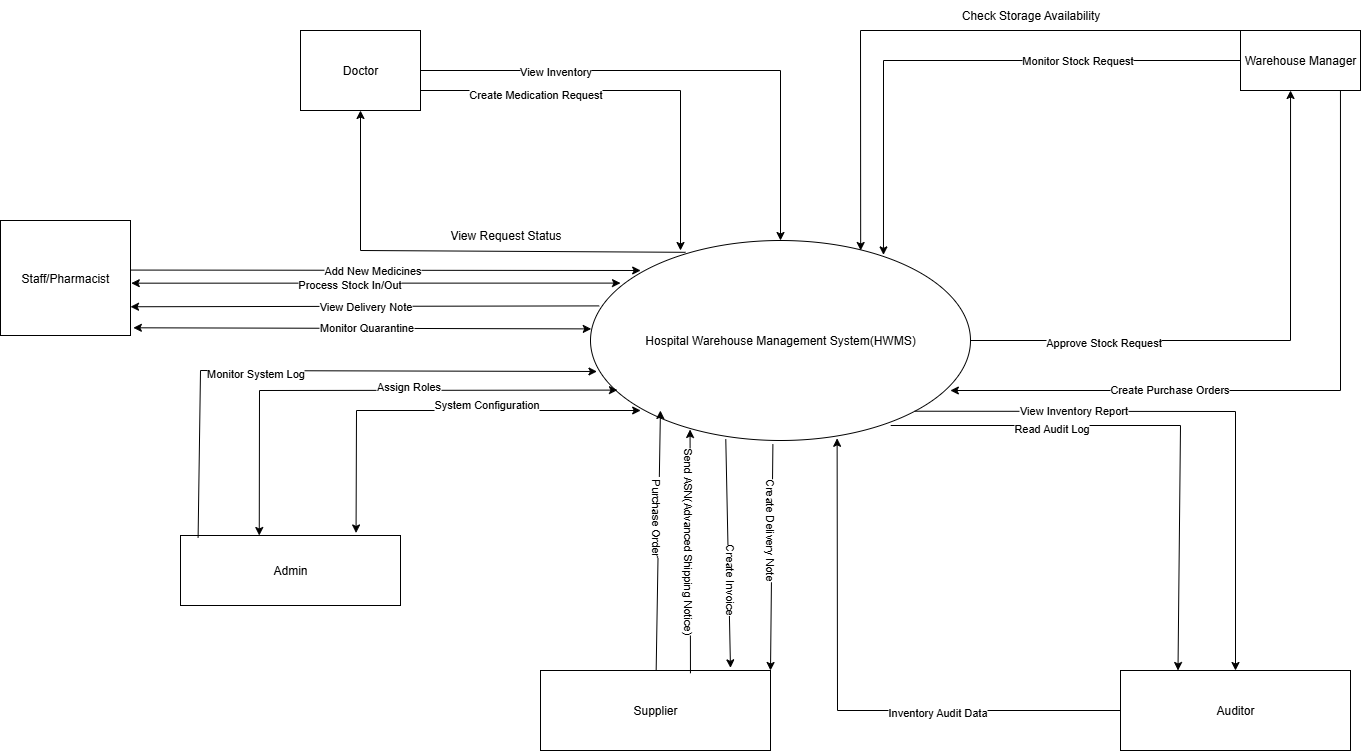 Check Storage Availability
Doctor
View Inventory
Create Medication Request
Monitor Stock Request
Warehouse Manager
View Request Status
Staff/Pharmacist
Add New Medicines
Process Stock In/Out
View Delivery Note
Monitor Quarantine
Hospital Warehouse Management System(HWMS)
Approve Stock Request
Monitor System Log
Assign Roles
System Configuration
Create Purchase Orders
View Inventory Report
Read Audit Log
Purchase Order
Send ASN(Advanced Shipping Notice)
Create Invoice
Create Delivery Note
Admin
Supplier
Inventory Audit Data
Auditor